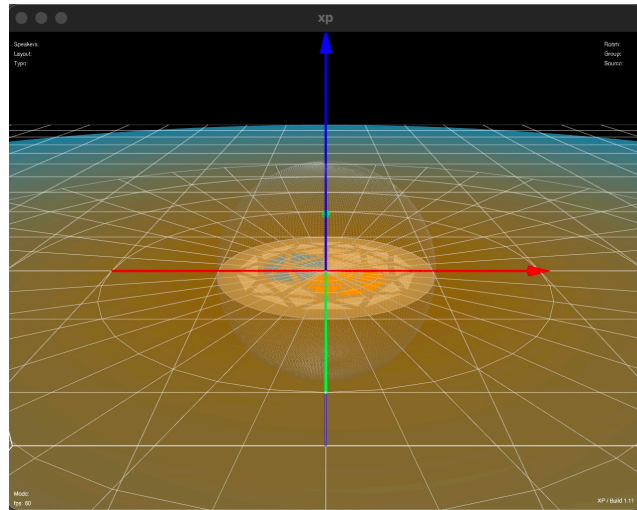 xp
Speakers:
Layout:
Type:
Room:
Group:
Source:
Mode:
fps: 60
XP / Build 1.11